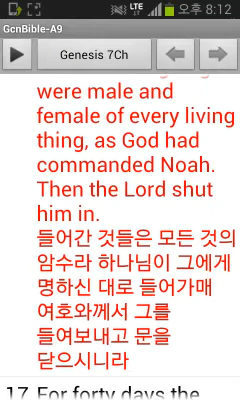 LTE 오후 8:12
GcnBible-A9
Genesis 7Ch
were male and
female of every living
thing, as God had
commanded Noah.
Then the Lord shut
him in.
들어간 것들은 모든 것의
암수라 하나님이 그에게
명하신 대로 들어가매
여호와께서 그를
들여보내고 문을
닫으시니라
17 For forty days the